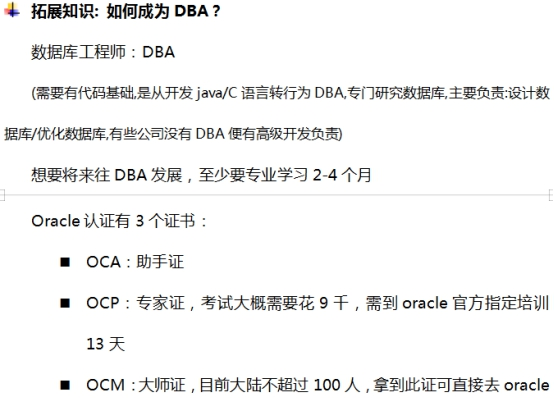 拓展知识: 如何成为 DBA？
数据库工程师：DBA
(需要有代码基础,是从开发 java/C 语言转行为 DBA,专门研究数据库,主要负责:设计数
据库/优化数据库,有些公司没有 DBA 便有高级开发负责)
想要将来往 DBA 发展，至少要专业学习 2-4 个月
Oracle 认证有 3 个证书：
■ OCA：助手证
■ OCP：专家证，考试大概需要花 9 千，需到 oracle 官方指定培训
13 天
■ OCM：大师证，目前大陆不超过 100 人，拿到此证可直接去 oracle